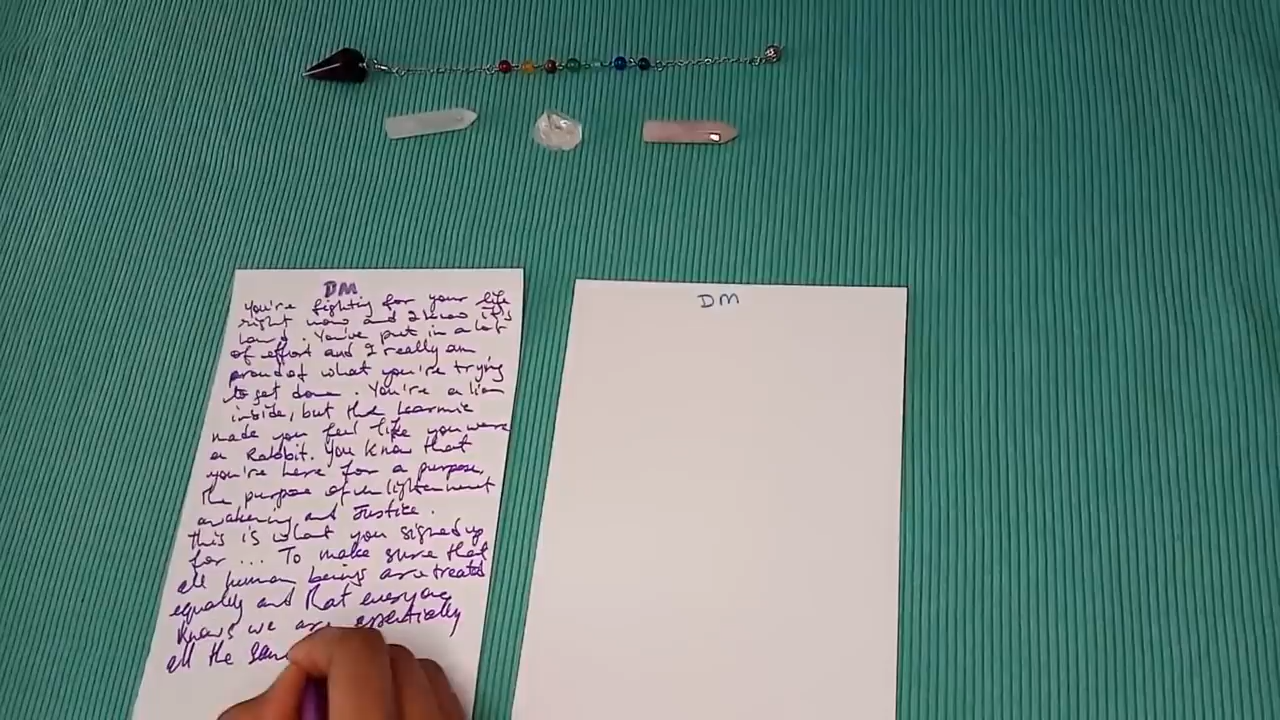 DM
You're fighting for your life
right now and I know it's
hard. You've put in a lot
of effort and I really am
proud of what you're trying
to get done. You're a lion
inside, but the karmic
made you feel like you were
a Rabbit. You know that
you're here for a purpose,
the purpose of enlightenment
awakening and Justice.
This is what you signed up
for... To make sure that
all human beings are treated
equally and that everyone
knows we are essentially
all the same
DM